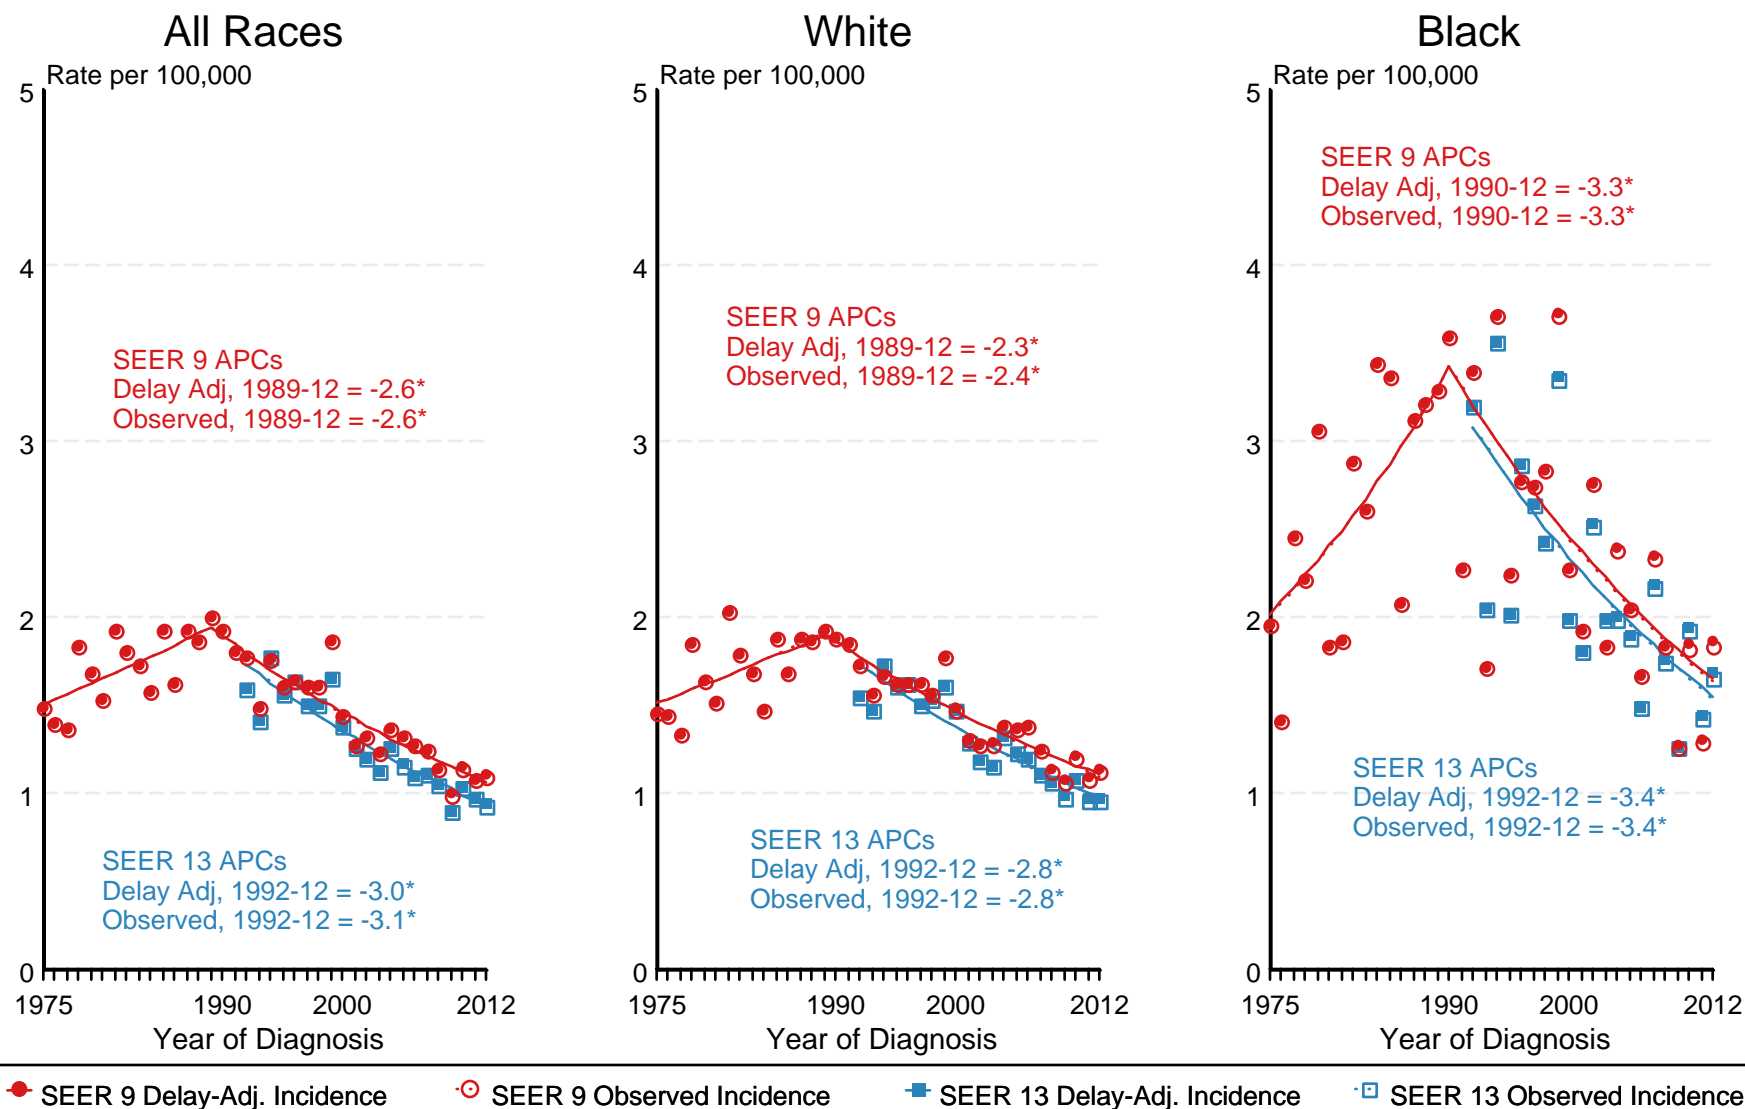 All Races
Rate per 100,000
5
4
3
2
1
0
SEER 9 APCs
Delay Adj, 1989-12 = -2.6*
Observed, 1989-12 = -2.6*
SEER 13 APCs
Delay Adj, 1992-12 = -3.0*
Observed, 1992-12 = -3.1*
1975 1990 2000 2012
Year of Diagnosis
White
Rate per 100,000
5
4
3
2
1
0
SEER 9 APCs
Delay Adj, 1989-12 = -2.3*
Observed, 1989-12 = -2.4*
SEER 13 APCs
Delay Adj, 1992-12 = -2.8*
Observed, 1992-12 = -2.8*
1975 1990 2000 2012
Year of Diagnosis
Black
Rate per 100,000
5
4
3
2
1
0
SEER 9 APCs
Delay Adj, 1990-12 = -3.3*
Observed, 1990-12 = -3.3*
SEER 13 APCs
Delay Adj, 1992-12 = -3.4*
Observed, 1992-12 = -3.4*
1975 1990 2000 2012
Year of Diagnosis
SEER 9 Delay-Adj. Incidence SEER 9 Observed Incidence SEER 13 Delay-Adj. Incidence SEER 13 Observed Incidence